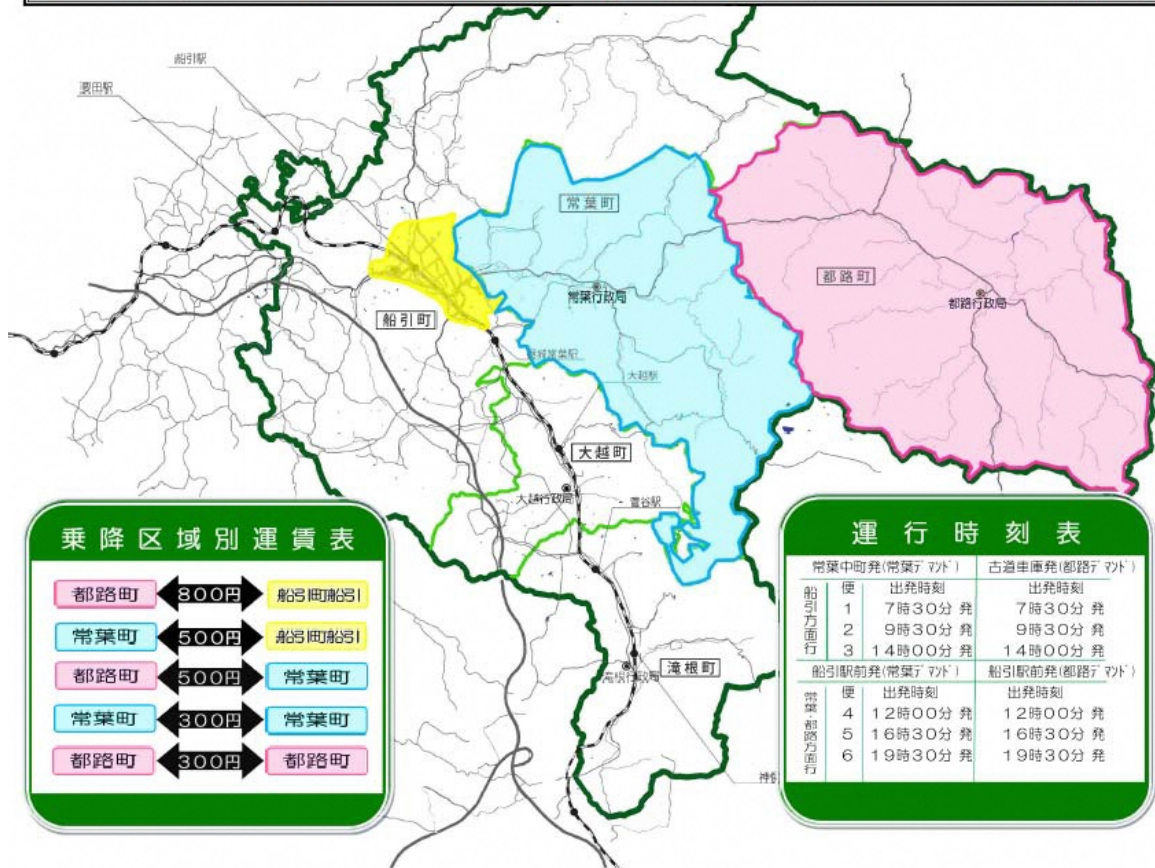 船引駅
要田駅
常葉町
都路町
常葉行政局
都路行政局
船引町
磐城常葉駅
大越駅
大越町
大越行政局
菅谷駅
滝根町
滝根行政局
乗降区域別運賃表
都路町 800円 船引町船引
常葉町 500円 船引町船引
都路町 500円 常葉町
常葉町 300円 常葉町
都路町 300円 都路町
運行時刻表
常葉中町発(常葉デマンド) 古道車庫発(都路デマンド)
船引方面行
便 出発時刻 出発時刻
1 7時30分 発 7時30分 発
2 9時30分 発 9時30分 発
3 14時00分 発 14時00分 発
船引駅前発(常葉デマンド) 船引駅前発(都路デマンド)
常葉・都路方面行
便 出発時刻 出発時刻
4 12時00分 発 12時00分 発
5 16時30分 発 16時30分 発
6 19時30分 発 19時30分 発